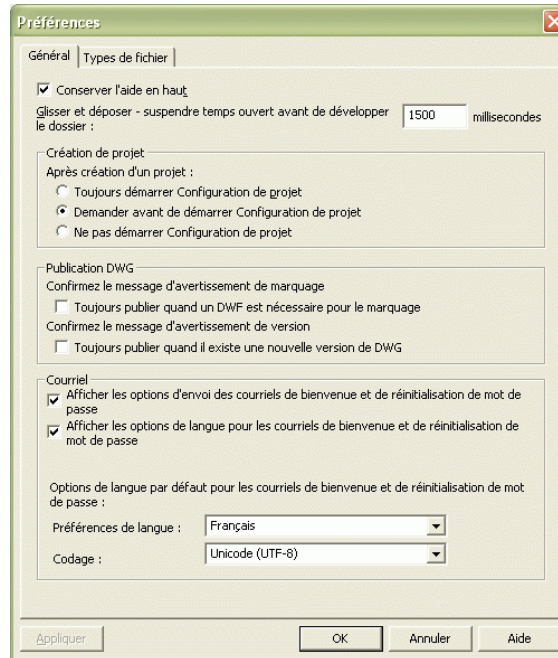 Préférences
Général
Types de fichier
Conserver l'aide en haut
Glisser et déposer - suspendre temps ouvert avant de développer
le dossier :
1500
millisecondes
Création de projet
Après création d'un projet :
Toujours démarrer Configuration de projet
Demander avant de démarrer Configuration de projet
Ne pas démarrer Configuration de projet
Publication DWG
Confirmez le message d'avertissement de marquage
Toujours publier quand un DWF est nécessaire pour le marquage
Confirmez le message d'avertissement de version
Toujours publier quand il existe une nouvelle version de DWG
Courriel
Afficher les options d'envoi des courriels de bienvenue et de réinitialisation de mot de
passe
Afficher les options de langue pour les courriels de bienvenue et de réinitialisation de
mot de passe
Options de langue par défaut pour les courriels de bienvenue et de réinitialisation de mot
de passe :
Préférences de langue :
Français
Codage :
Unicode (UTF-8)
Appliquer
OK
Annuler
Aide